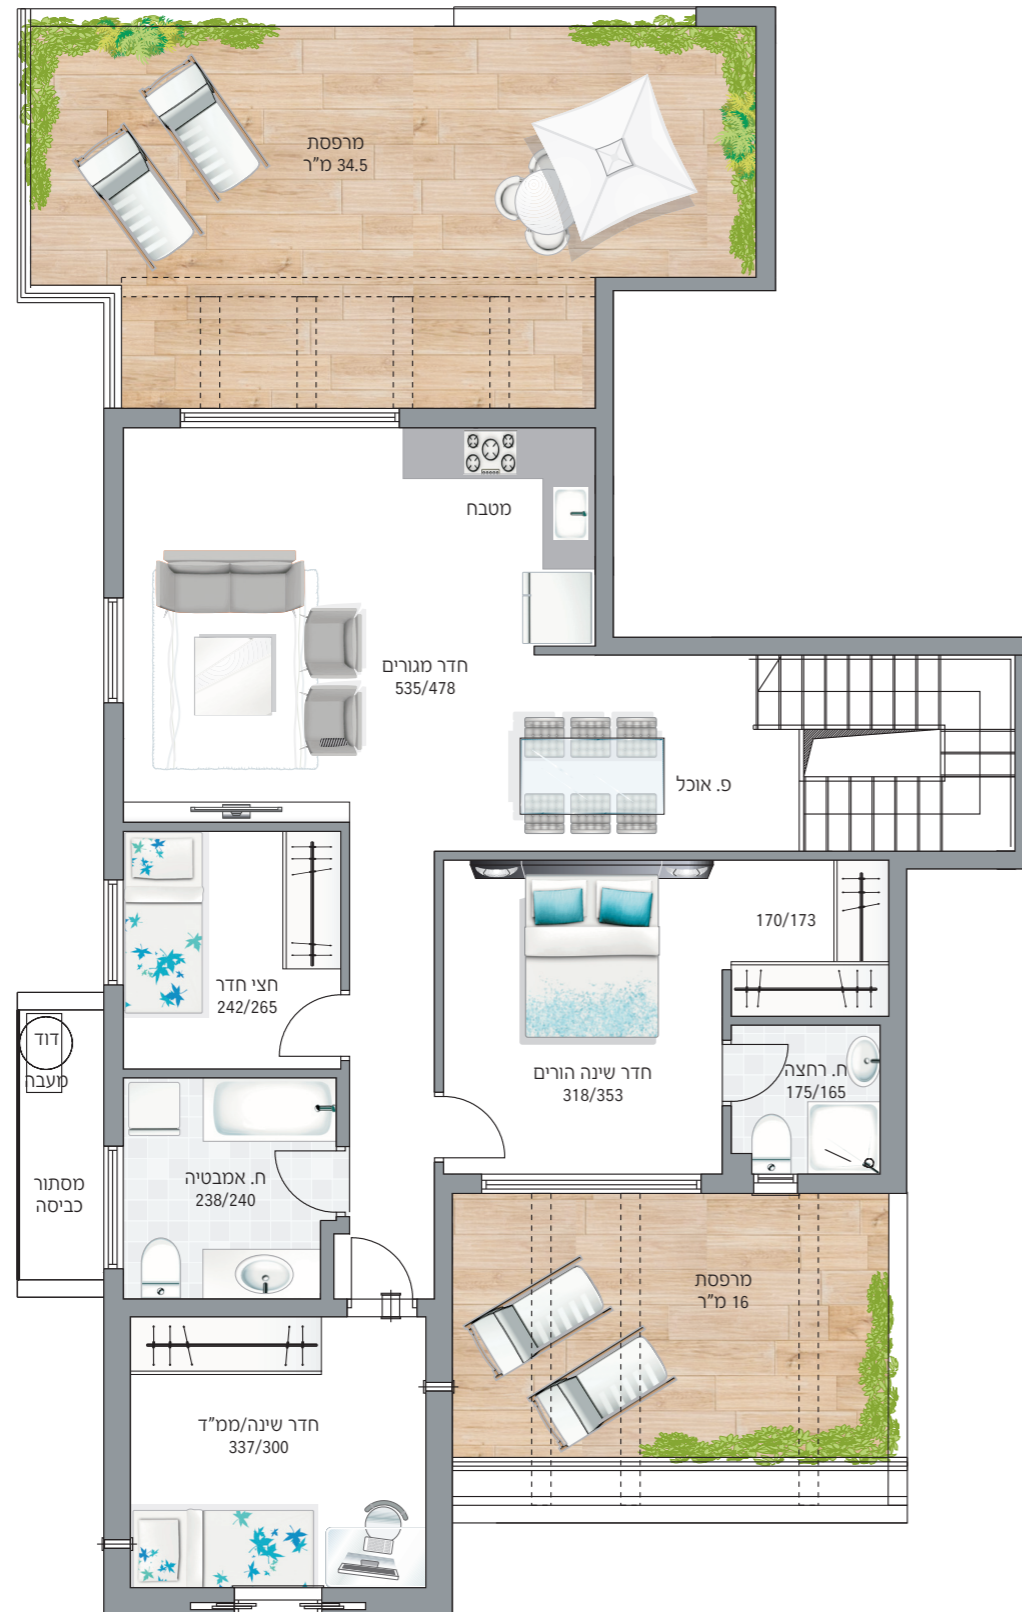 מרפסת
34.5 מ"ר
מטבח
חדר מגורים
535/478
פ. אוכל
170/173
חצי חדר
242/265
דוד
מעבה
חדר שינה הורים
318/353
ח. רחצה
175/165
מסתור
כביסה
ח. אמבטיה
238/240
מרפסת
16 מ"ר
חדר שינה/ממ"ד
337/300